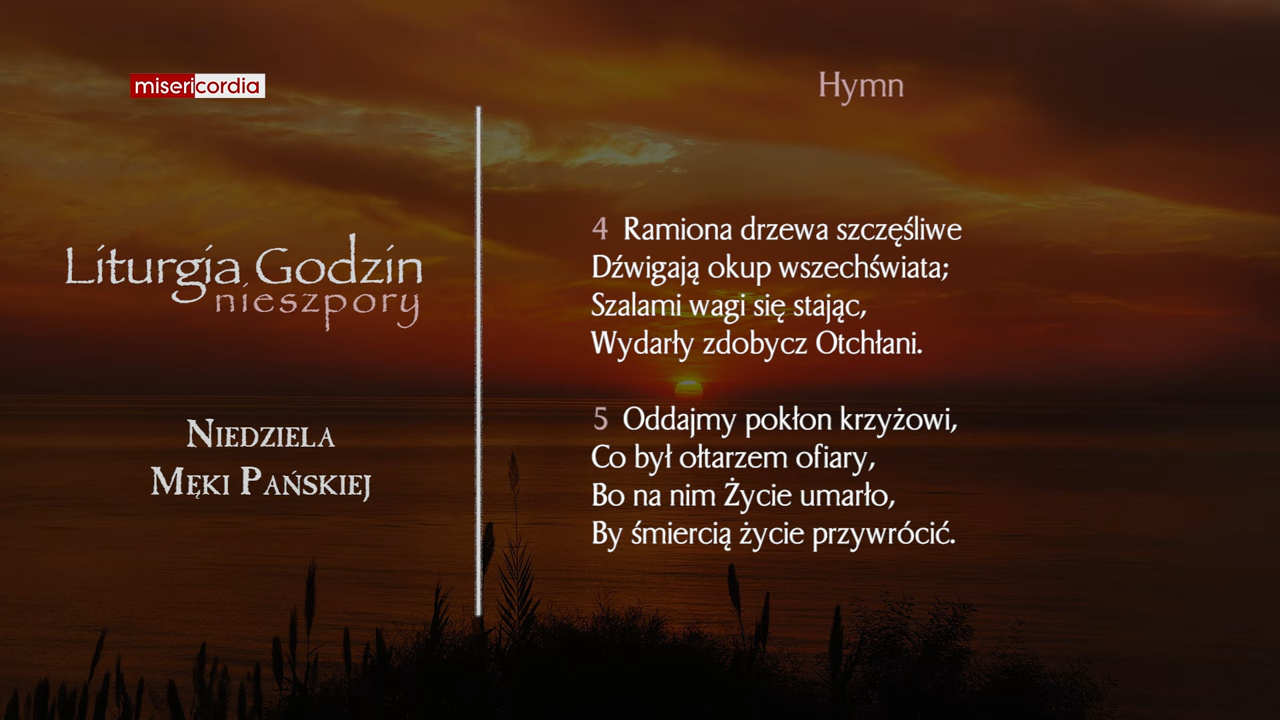 misericordia
Liturgia Godzin
nieszpory
Niedziela
Męki Pańskiej
Hymn
4 Ramiona drzewa szczęśliwe
Dźwigają okup wszechświata;
Szalami wagi się stając,
Wydarły zdobycz Otchłani.
5 Oddajmy pokłon krzyżowi,
Co był ołtarzem ofiary,
Bo na nim Życie umarło,
By śmiercią życie przywrócić.